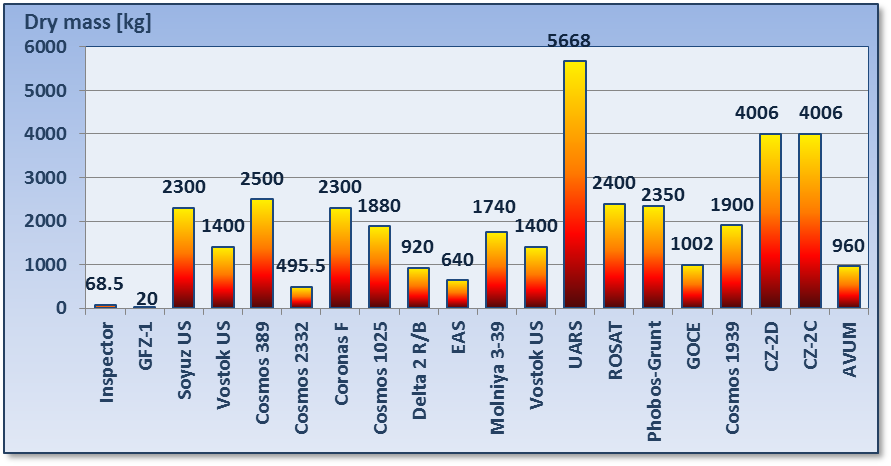 Dry mass [kg]
6000
5000
4000
3000
2000
1000
0
68.5
20
2300
1400
2500
495.5
2300
1880
920
640
1740
1400
5668
2400
2350
1002
1900
4006
4006
960
Inspector
GFZ-1
Soyuz US
Vostok US
Cosmos 389
Cosmos 2332
Coronas F
Cosmos 1025
Delta 2 R/B
EAS
Molniya 3-39
Vostok US
UARS
ROSAT
Phobos-Grunt
GOCE
Cosmos 1939
CZ-2D
CZ-2C
AVUM